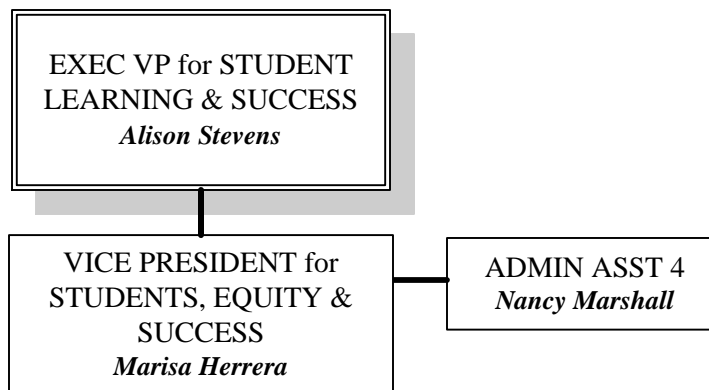 EXEC VP for STUDENT
LEARNING & SUCCESS
Alison Stevens
VICE PRESIDENT for
STUDENTS, EQUITY &
SUCCESS
Marisa Herrera
ADMIN ASST 4
Nancy Marshall